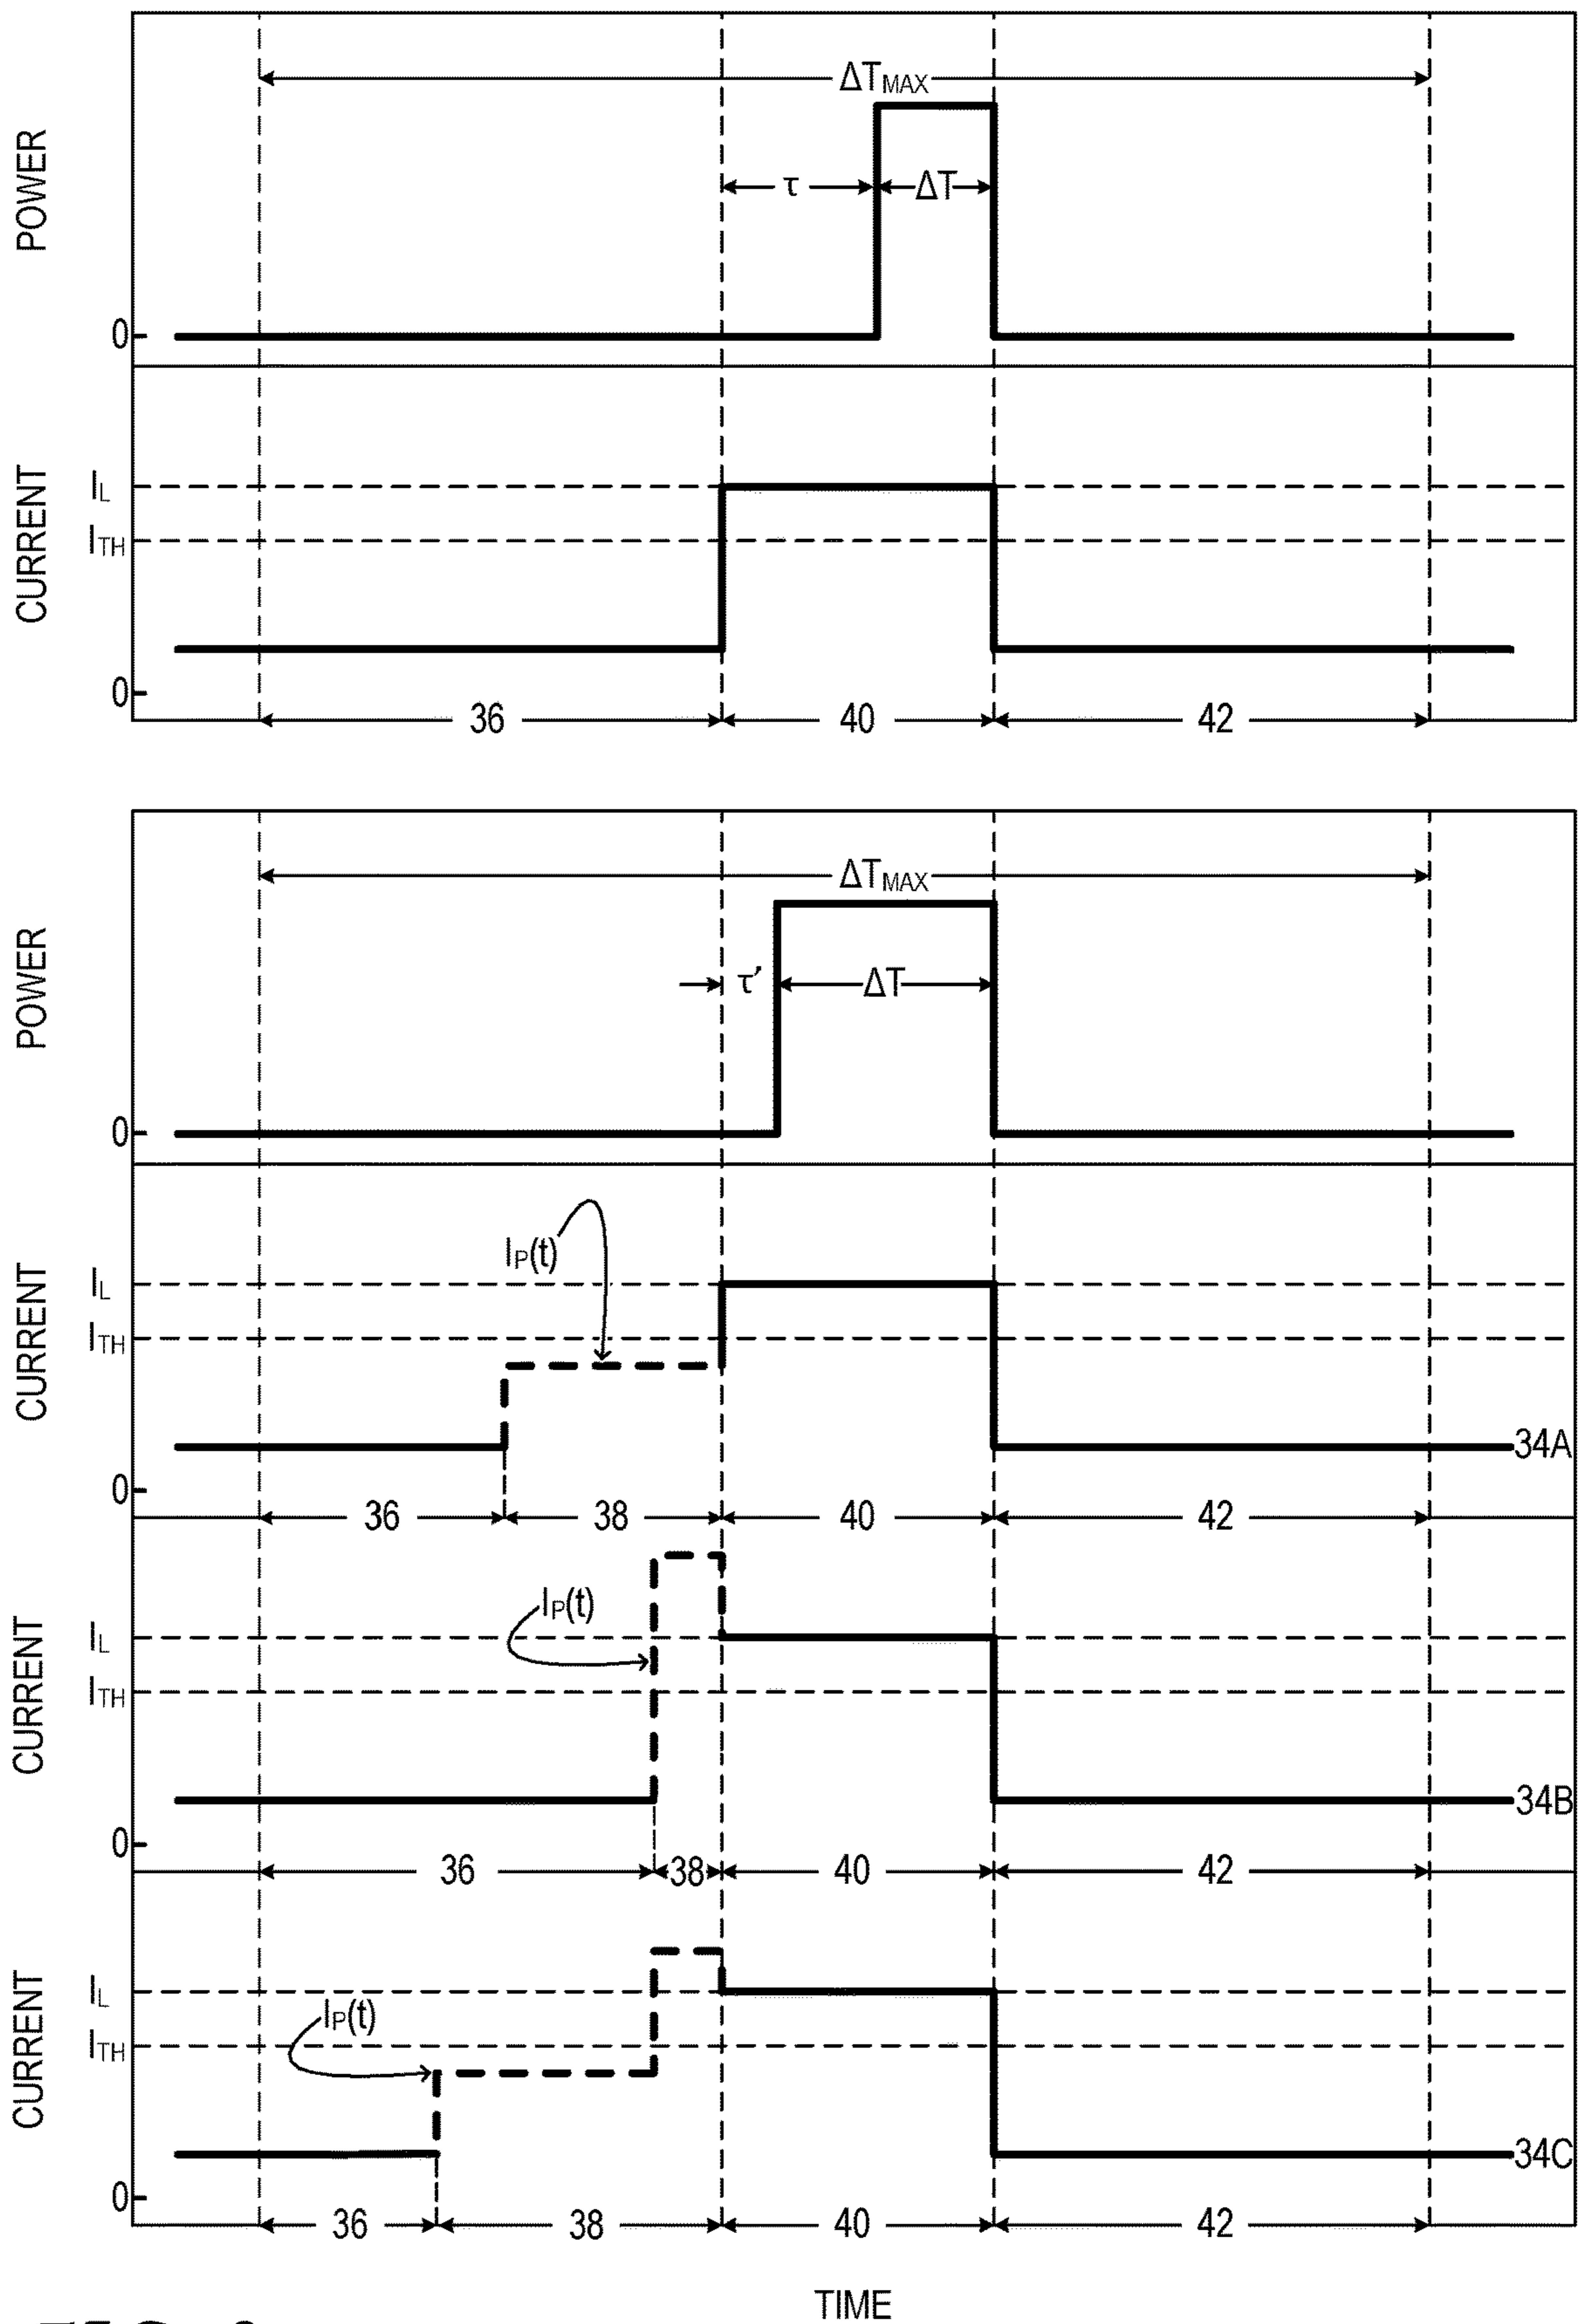 ΔTMAX
POWER
τ
ΔT
0
CURRENT
IL
ITH
0
36
40
42
ΔTMAX
POWER
τ′
ΔT
0
CURRENT
IP(t)
IL
ITH
34A
0
36
38
40
42
CURRENT
IP(t)
IL
ITH
34B
0
36
38
40
42
CURRENT
IL
IP(t)
ITH
34C
0
36
38
40
42
TIME